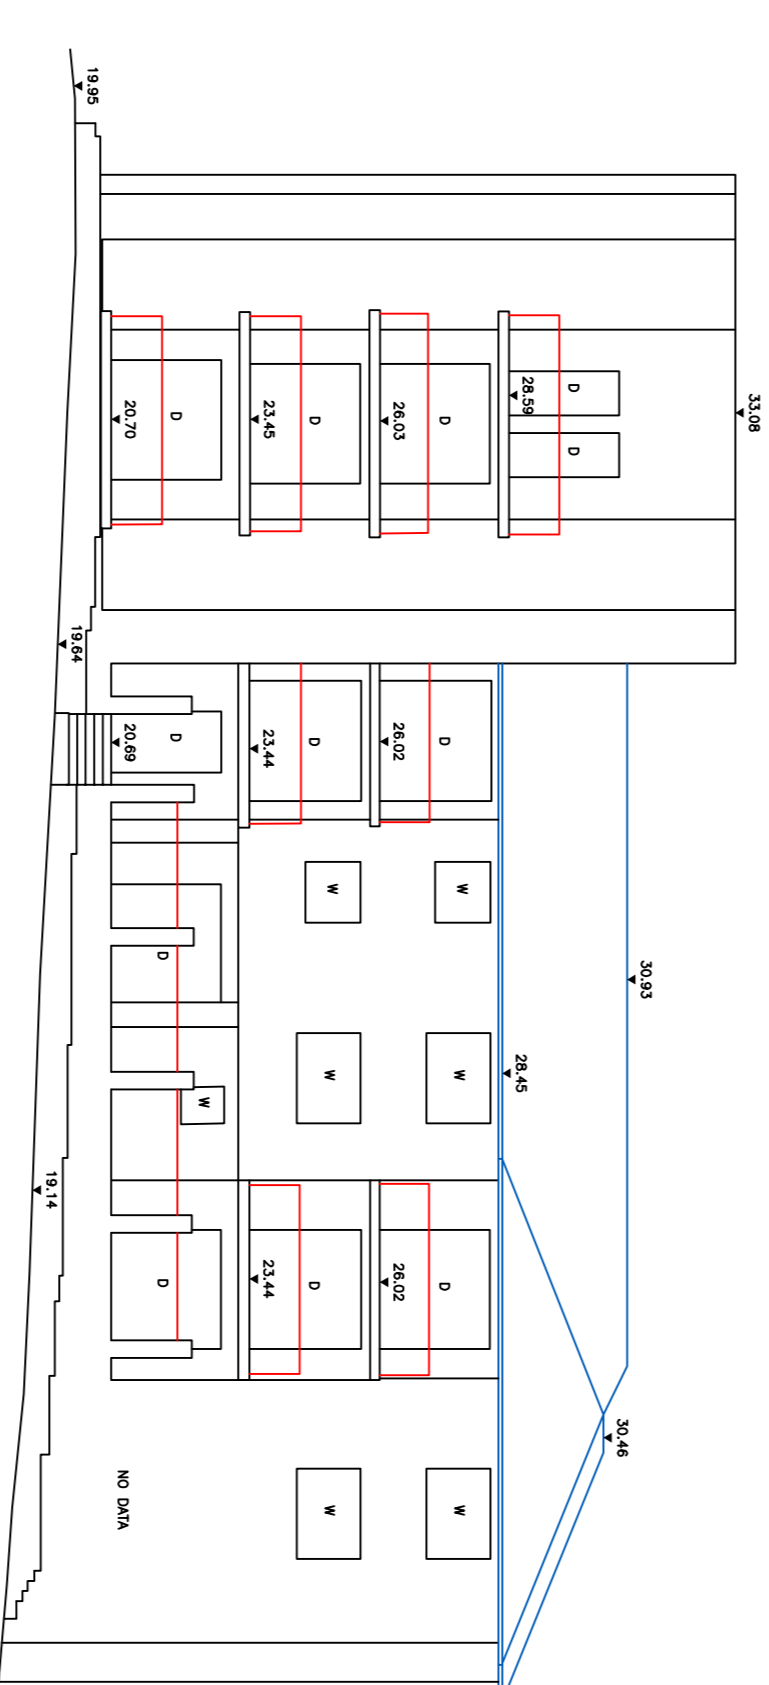 33.08
30.93
30.46
D D
28.59
28.45
D D W W D W
26.03 26.02 26.02
D D W W D W
23.45 23.44 23.44
W
D D D D
20.70 20.69
NO DATA
19.95
19.64
19.14